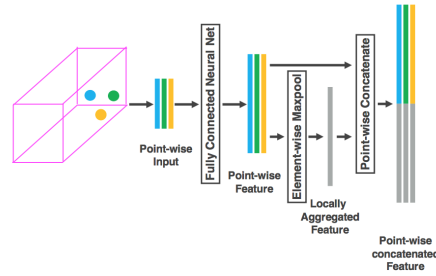 Point-wise
Input
Fully Connected Neural Net
Point-wise
Feature
Element-wise Maxpool
Locally
Aggregated
Feature
Point-wise Concatenate
Point-wise
concatenated
Feature